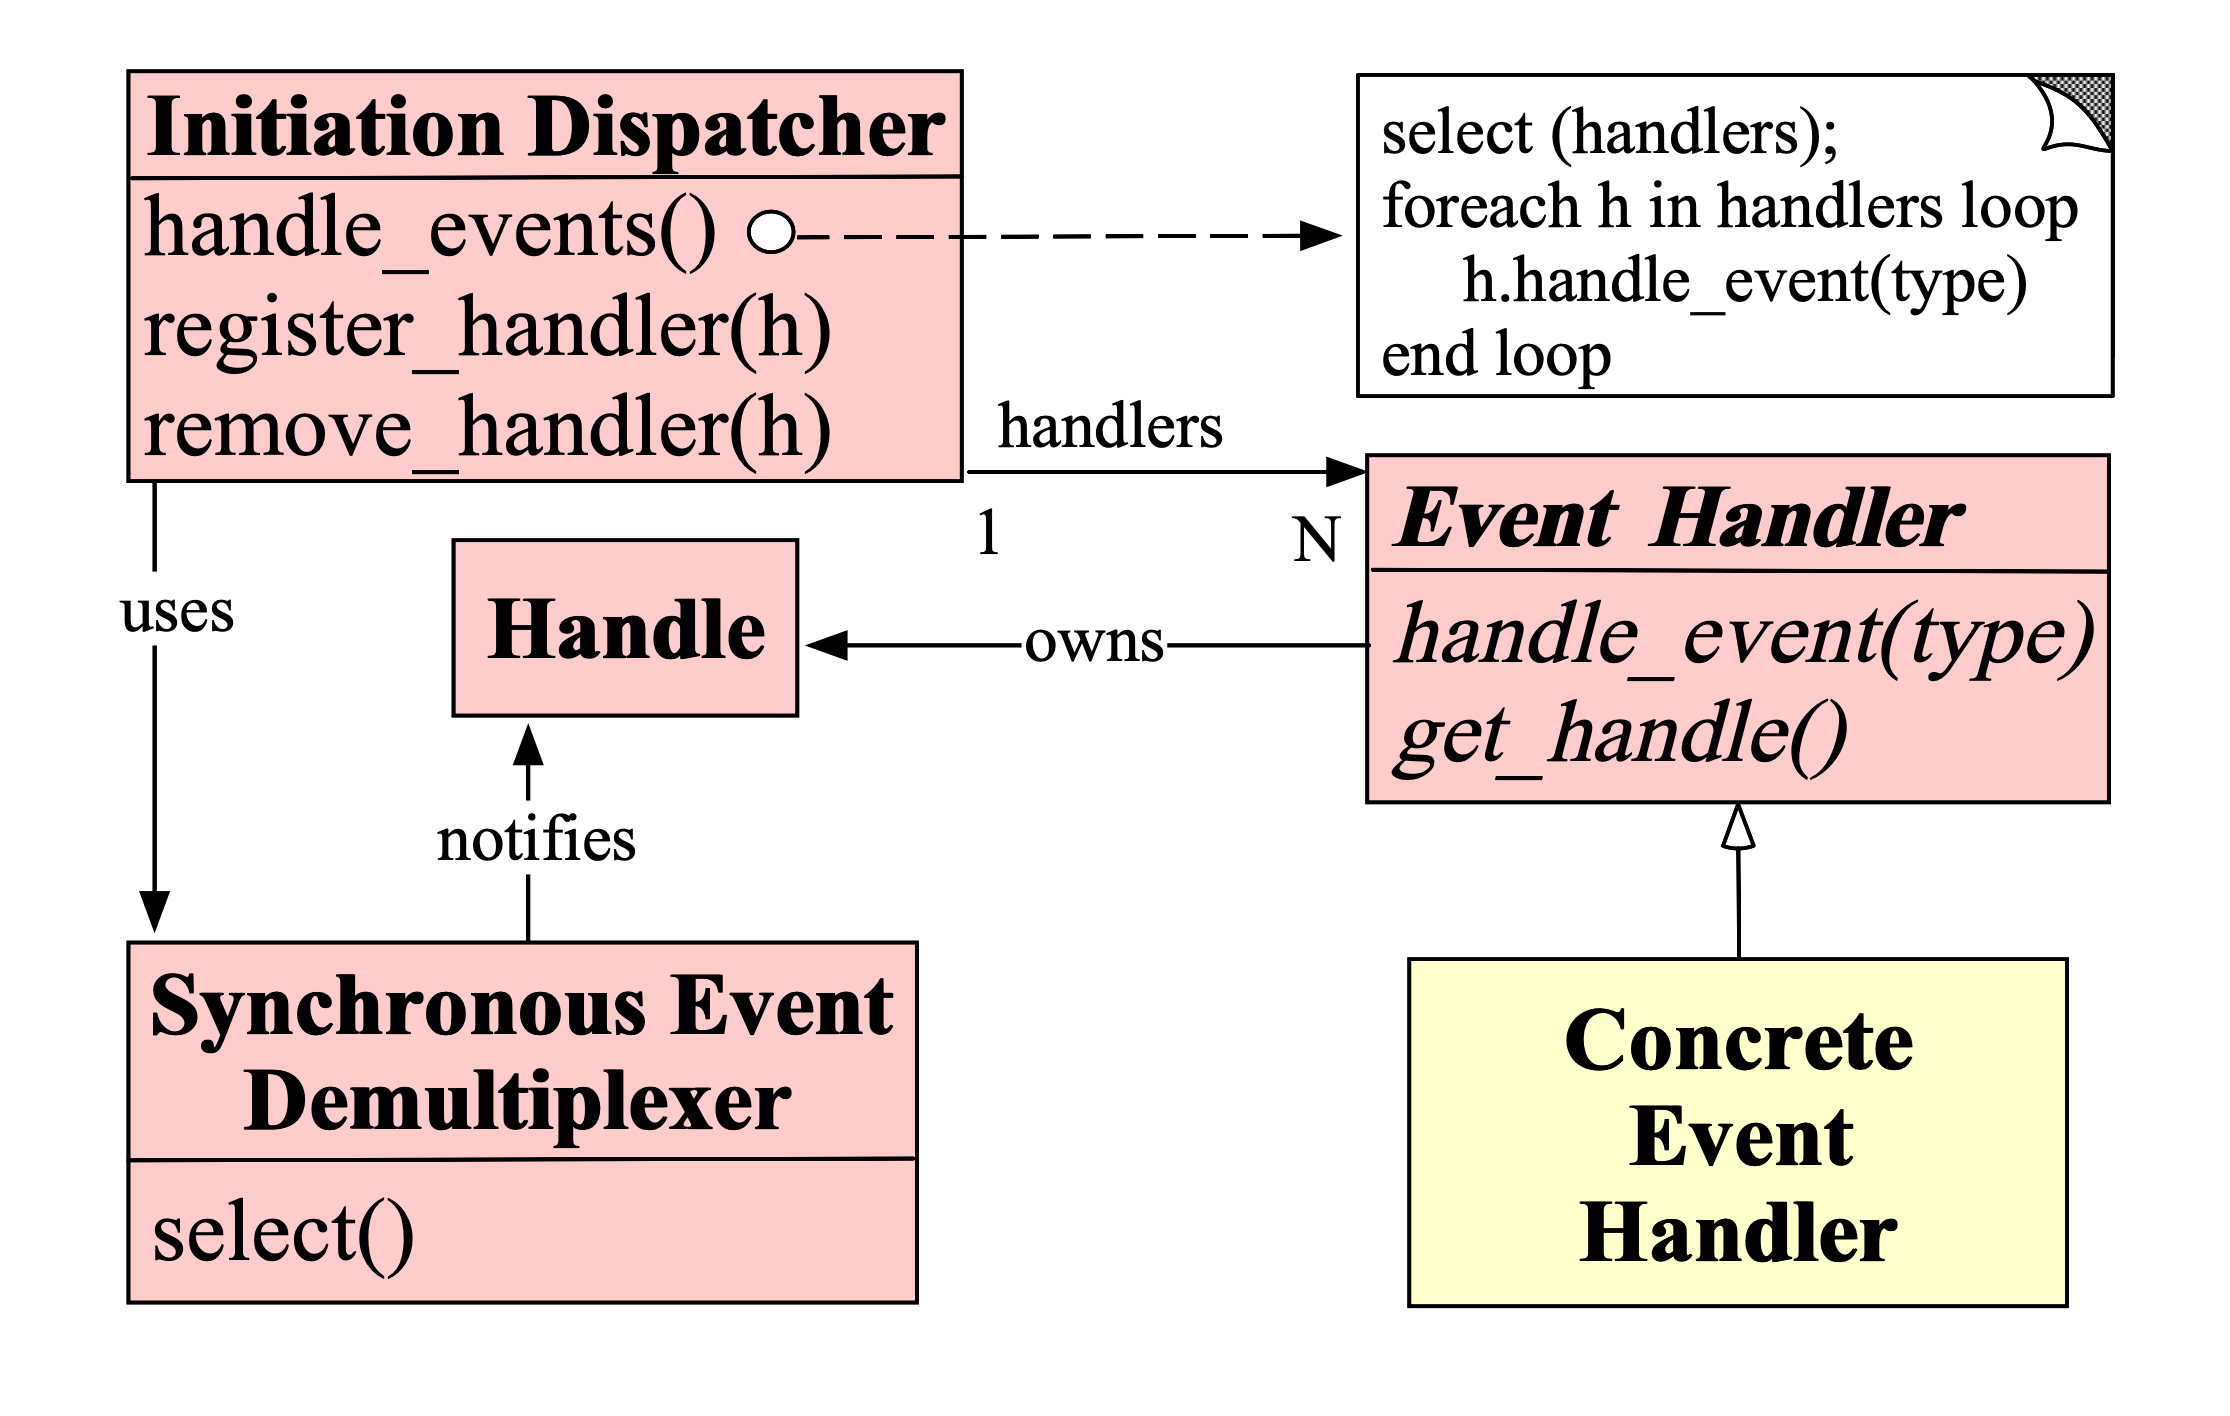 Initiation Dispatcher
handle_events()
register_handler(h)
remove_handler(h)
select (handlers);
foreach h in handlers loop
h.handle_event(type)
end loop
handlers
1
N
Event Handler
handle_event(type)
get_handle()
uses
Handle
owns
notifies
Synchronous Event
Demultiplexer
select()
Concrete
Event
Handler